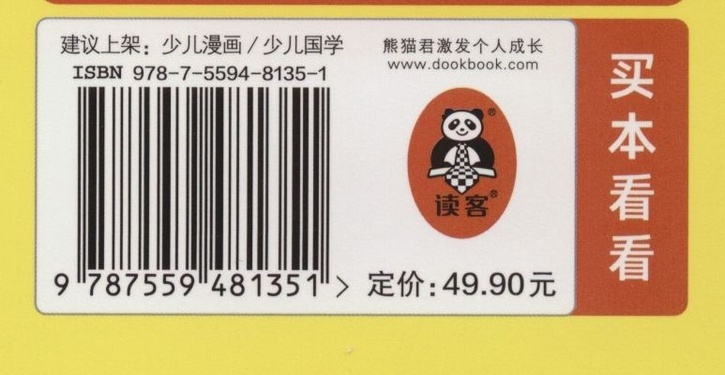 建议上架：少儿漫画/少儿国学
ISBN 978-7-5594-8135-1
9 787559 481351 >
熊猫君激发个人成长
www.dookbook.com
®
读客®
定价：49.90元
买本看看